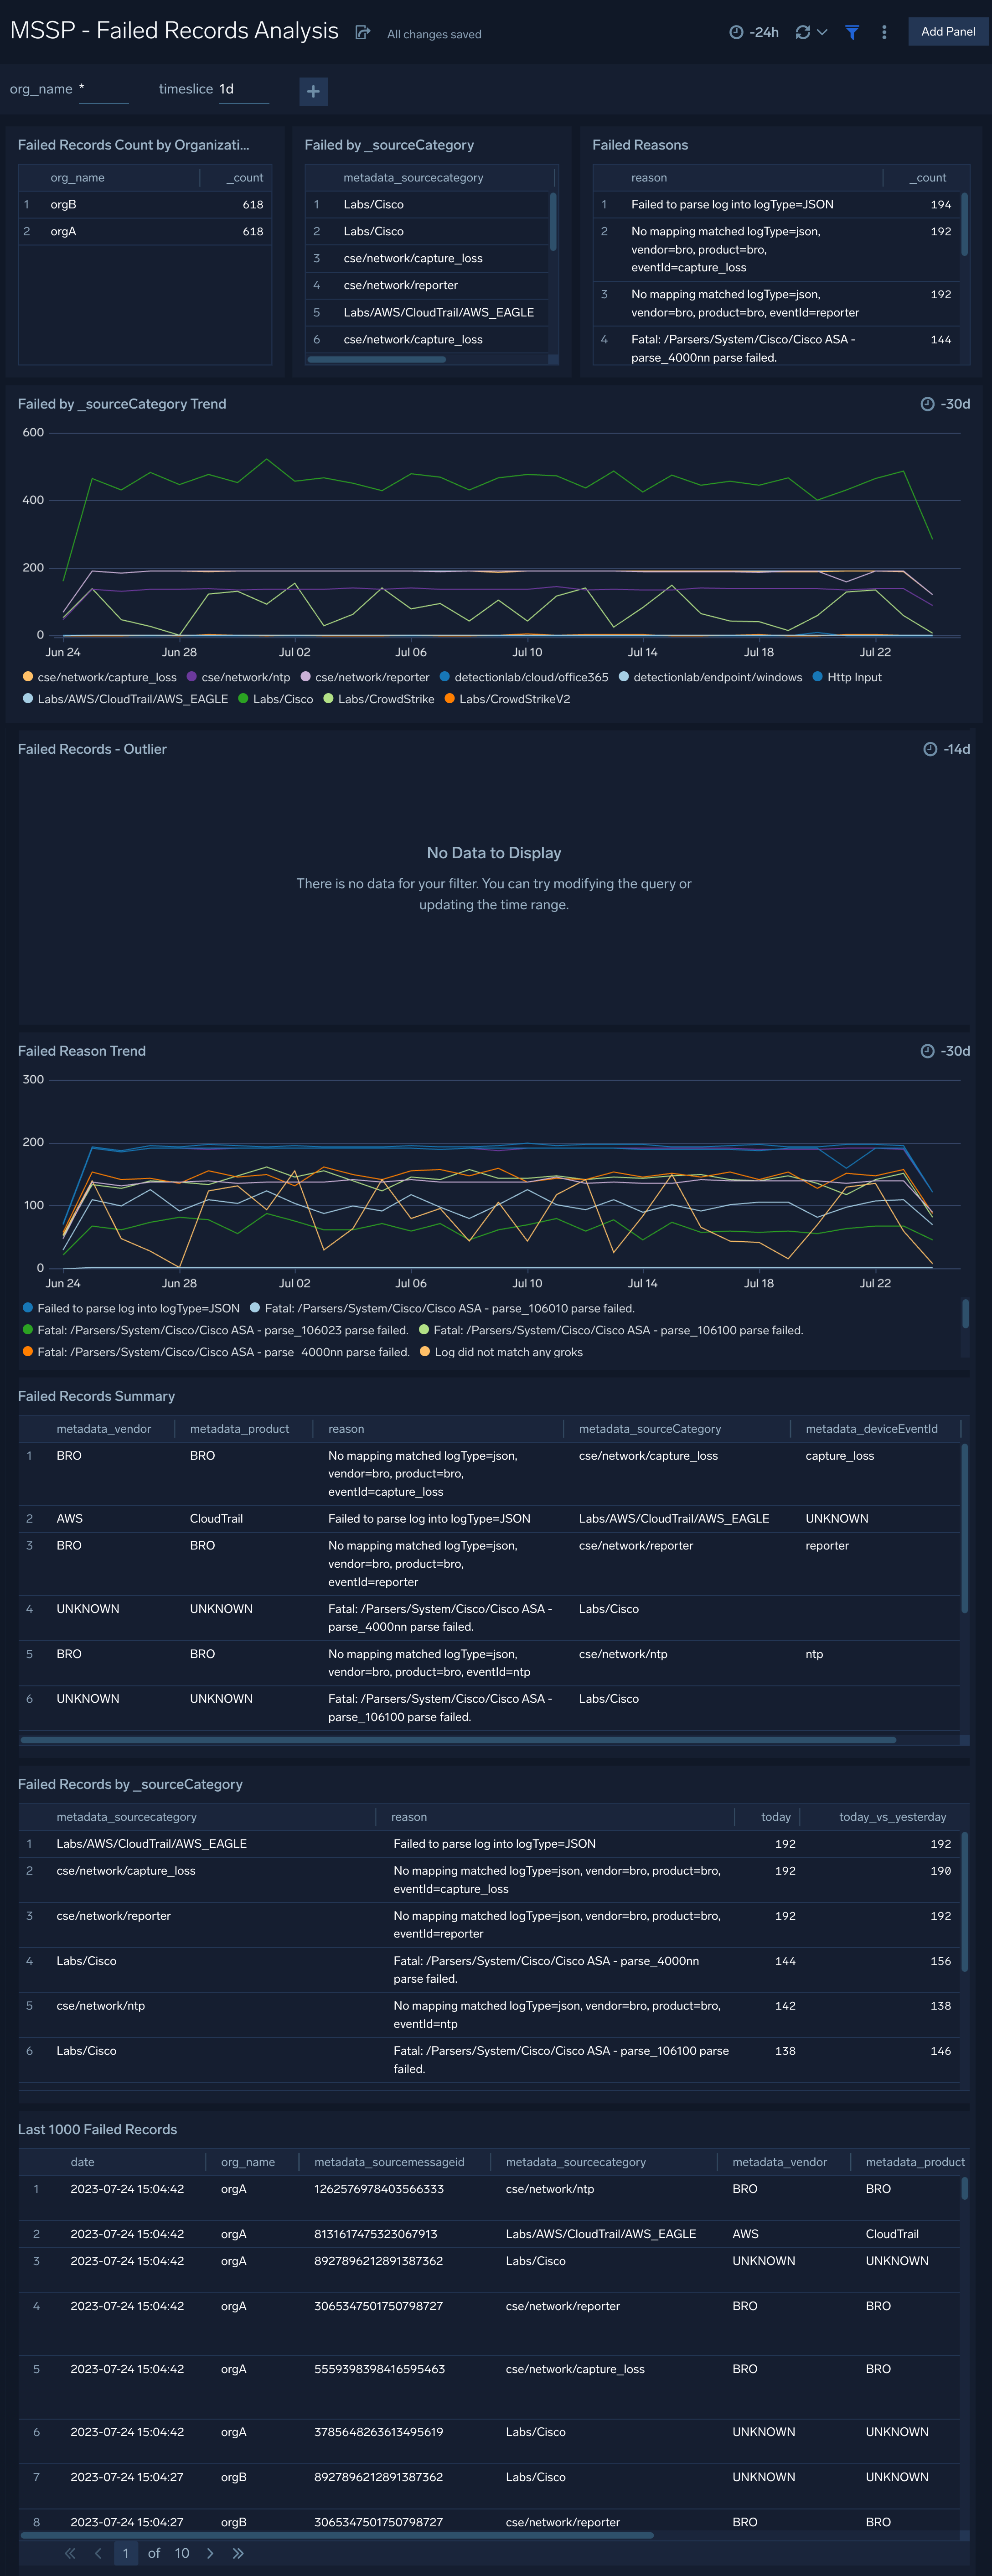 MSSP - Failed Records Analysis
All changes saved
-24h
Add Panel
org_name *
timeslice 1d
Failed Records Count by Organizati...
org_name _count
1 orgB 618
2 orgA 618
Failed by _sourceCategory
metadata_sourcecategory
1 Labs/Cisco
2 Labs/Cisco
3 cse/network/capture_loss
4 cse/network/reporter
5 Labs/AWS/CloudTrail/AWS_EAGLE
6 cse/network/capture_loss
Failed Reasons
reason _count
1 Failed to parse log into logType=JSON 194
2 No mapping matched logType=json, 192
vendor=bro, product=bro,
eventId=capture_loss
3 No mapping matched logType=json, 192
vendor=bro, product=bro, eventId=reporter
4 Fatal: /Parsers/System/Cisco/Cisco ASA - 144
parse_4000nn parse failed.
Failed by _sourceCategory Trend
-30d
600
400
200
0
Jun 24 Jun 28 Jul 02 Jul 06 Jul 10 Jul 14 Jul 18 Jul 22
cse/network/capture_loss cse/network/ntp cse/network/reporter detectionlab/cloud/office365 detectionlab/endpoint/windows Http Input
Labs/AWS/CloudTrail/AWS_EAGLE Labs/Cisco Labs/CrowdStrike Labs/CrowdStrikeV2
Failed Records - Outlier
-14d
No Data to Display
There is no data for your filter. You can try modifying the query or
updating the time range.
Failed Reason Trend
-30d
300
200
100
0
Jun 24 Jun 28 Jul 02 Jul 06 Jul 10 Jul 14 Jul 18 Jul 22
Failed to parse log into logType=JSON Fatal: /Parsers/System/Cisco/Cisco ASA - parse_106010 parse failed.
Fatal: /Parsers/System/Cisco/Cisco ASA - parse_106023 parse failed. Fatal: /Parsers/System/Cisco/Cisco ASA - parse_106100 parse failed.
Fatal: /Parsers/System/Cisco/Cisco ASA - parse_4000nn parse failed. Log did not match any groks
Failed Records Summary
metadata_vendor metadata_product reason metadata_sourceCategory metadata_deviceEventId
1 BRO BRO No mapping matched logType=json, cse/network/capture_loss capture_loss
vendor=bro, product=bro,
eventId=capture_loss
2 AWS CloudTrail Failed to parse log into logType=JSON Labs/AWS/CloudTrail/AWS_EAGLE UNKNOWN
3 BRO BRO No mapping matched logType=json, cse/network/reporter reporter
vendor=bro, product=bro,
eventId=reporter
4 UNKNOWN UNKNOWN Fatal: /Parsers/System/Cisco/Cisco ASA - Labs/Cisco
parse_4000nn parse failed.
5 BRO BRO No mapping matched logType=json, cse/network/ntp ntp
vendor=bro, product=bro, eventId=ntp
6 UNKNOWN UNKNOWN Fatal: /Parsers/System/Cisco/Cisco ASA - Labs/Cisco
parse_106100 parse failed.
Failed Records by _sourceCategory
metadata_sourcecategory reason today today_vs_yesterday
1 Labs/AWS/CloudTrail/AWS_EAGLE Failed to parse log into logType=JSON 192 192
2 cse/network/capture_loss No mapping matched logType=json, vendor=bro, product=bro, 192 190
eventId=capture_loss
3 cse/network/reporter No mapping matched logType=json, vendor=bro, product=bro, 192 192
eventId=reporter
4 Labs/Cisco Fatal: /Parsers/System/Cisco/Cisco ASA - parse_4000nn 144 156
parse failed.
5 cse/network/ntp No mapping matched logType=json, vendor=bro, product=bro, 142 138
eventId=ntp
6 Labs/Cisco Fatal: /Parsers/System/Cisco/Cisco ASA - parse_106100 parse 138 146
failed.
Last 1000 Failed Records
date org_name metadata_sourcemessageid metadata_sourcecategory metadata_vendor metadata_product
1 2023-07-24 15:04:42 orgA 1262576978403566333 cse/network/ntp BRO BRO
2 2023-07-24 15:04:42 orgA 8131617475323067913 Labs/AWS/CloudTrail/AWS_EAGLE AWS CloudTrail
3 2023-07-24 15:04:42 orgA 8927896212891387362 Labs/Cisco UNKNOWN UNKNOWN
4 2023-07-24 15:04:42 orgA 3065347501750798727 cse/network/reporter BRO BRO
5 2023-07-24 15:04:42 orgA 5559398398416595463 cse/network/capture_loss BRO BRO
6 2023-07-24 15:04:42 orgA 3785648263613495619 Labs/Cisco UNKNOWN UNKNOWN
7 2023-07-24 15:04:27 orgB 8927896212891387362 Labs/Cisco UNKNOWN UNKNOWN
8 2023-07-24 15:04:27 orgB 3065347501750798727 cse/network/reporter BRO BRO
1 of 10